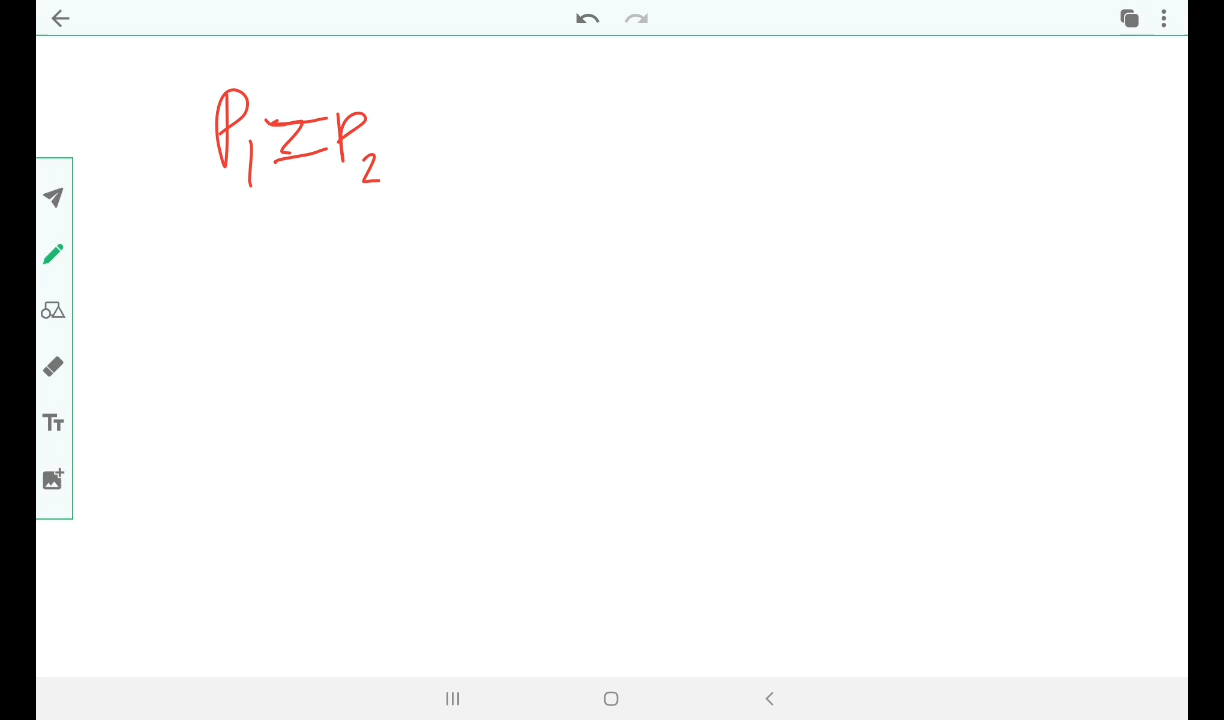 P₁ = P₂